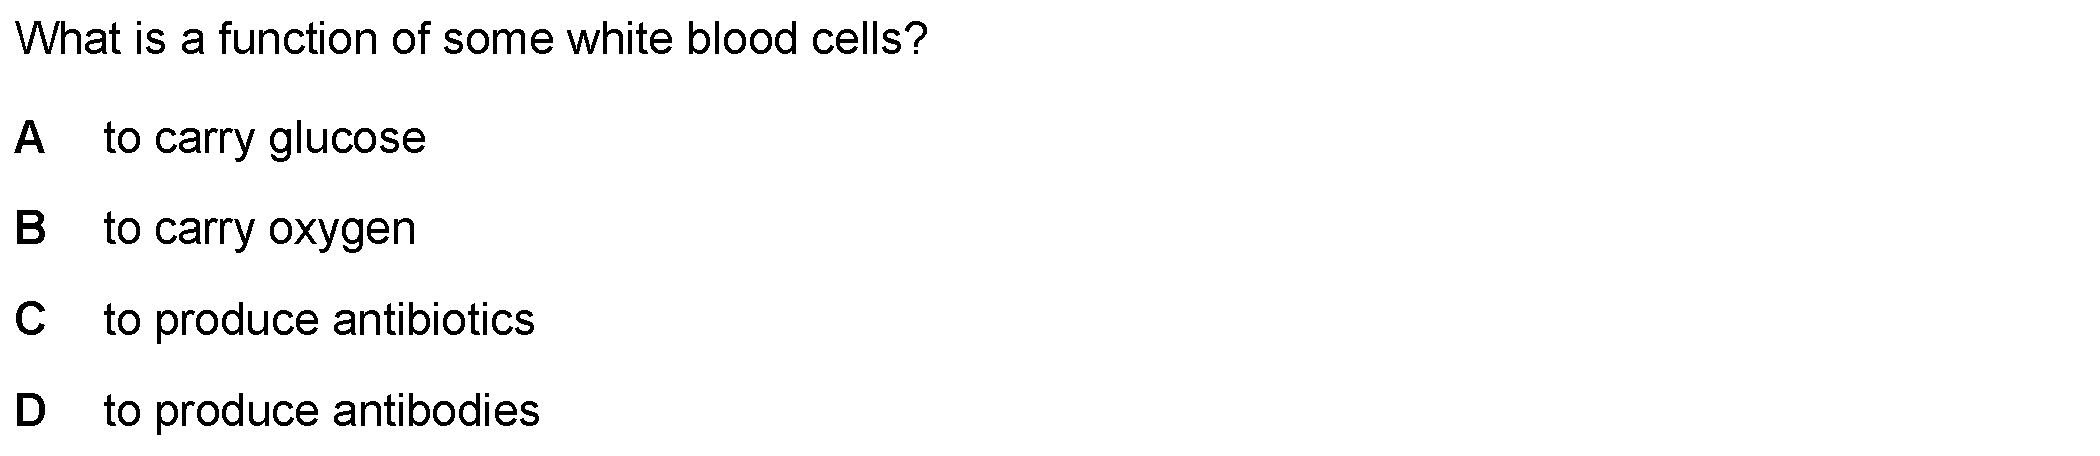 What is a function of some white blood cells?
A to carry glucose
B to carry oxygen
C to produce antibiotics
D to produce antibodies